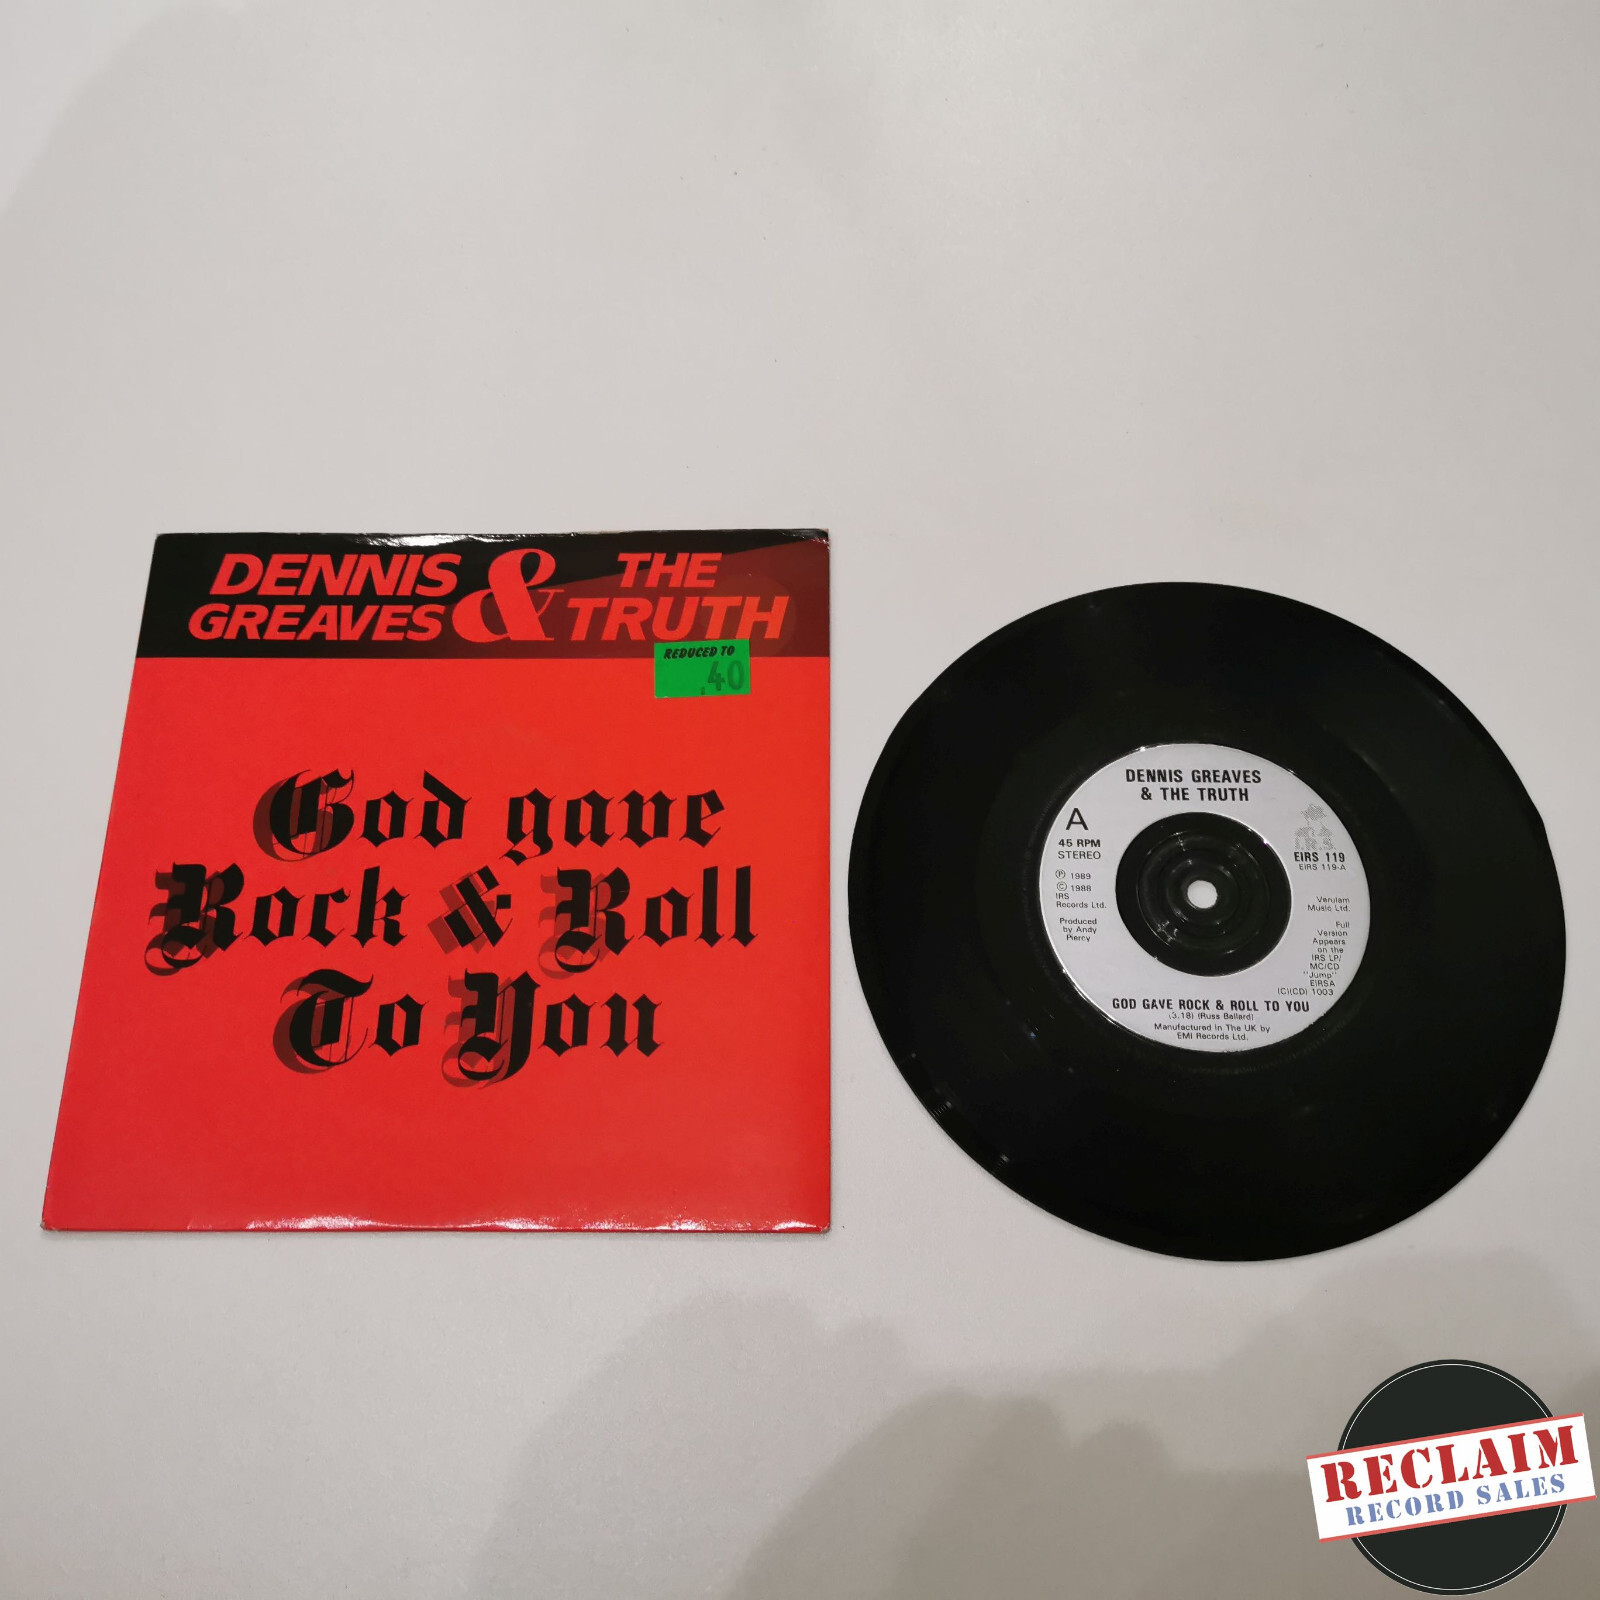 DENNIS & THE
GREAVES TRUTH
REDUCED TO
.40
God gave
Rock & Roll
To You
DENNIS GREAVES
& THE TRUTH
A
45 RPM
STEREO
Ⓟ 1989
© 1988
IRS
Records Ltd.
Produced
by Andy
Piercy
I.R.S.
EIRS 119
EIRS 119-A
Verulam
Music Ltd.
Full
Version
Appears
on the
IRS LP/
MC/CD
"Jump"
EIRSA
(C)(CD) 1003
GOD GAVE ROCK & ROLL TO YOU
(3.18) (Russ Ballard)
Manufactured in The UK by
EMI Records Ltd.
RECLAIM
RECORD SALES